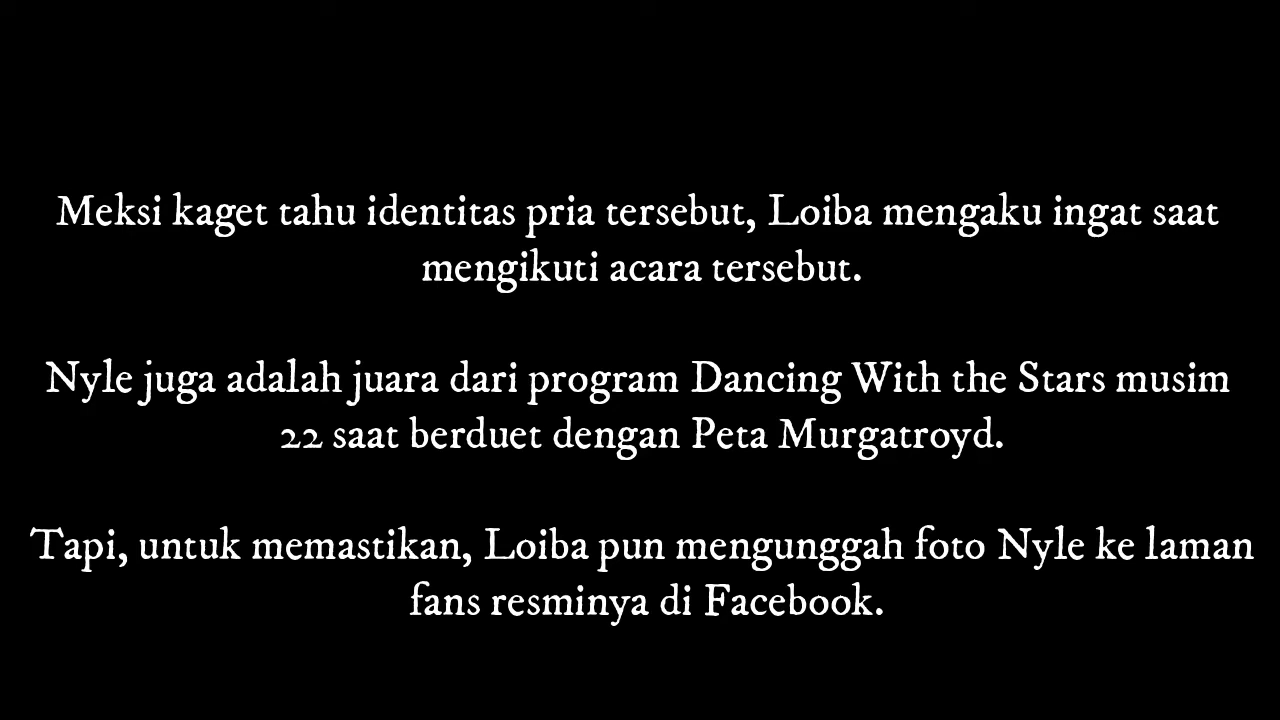 Meksi kaget tahu identitas pria tersebut, Loiba mengaku ingat saat
mengikuti acara tersebut.
Nyle juga adalah juara dari program Dancing With the Stars musim
22 saat berduet dengan Peta Murgatroyd.
Tapi, untuk memastikan, Loiba pun mengunggah foto Nyle ke laman
fans resminya di Facebook.